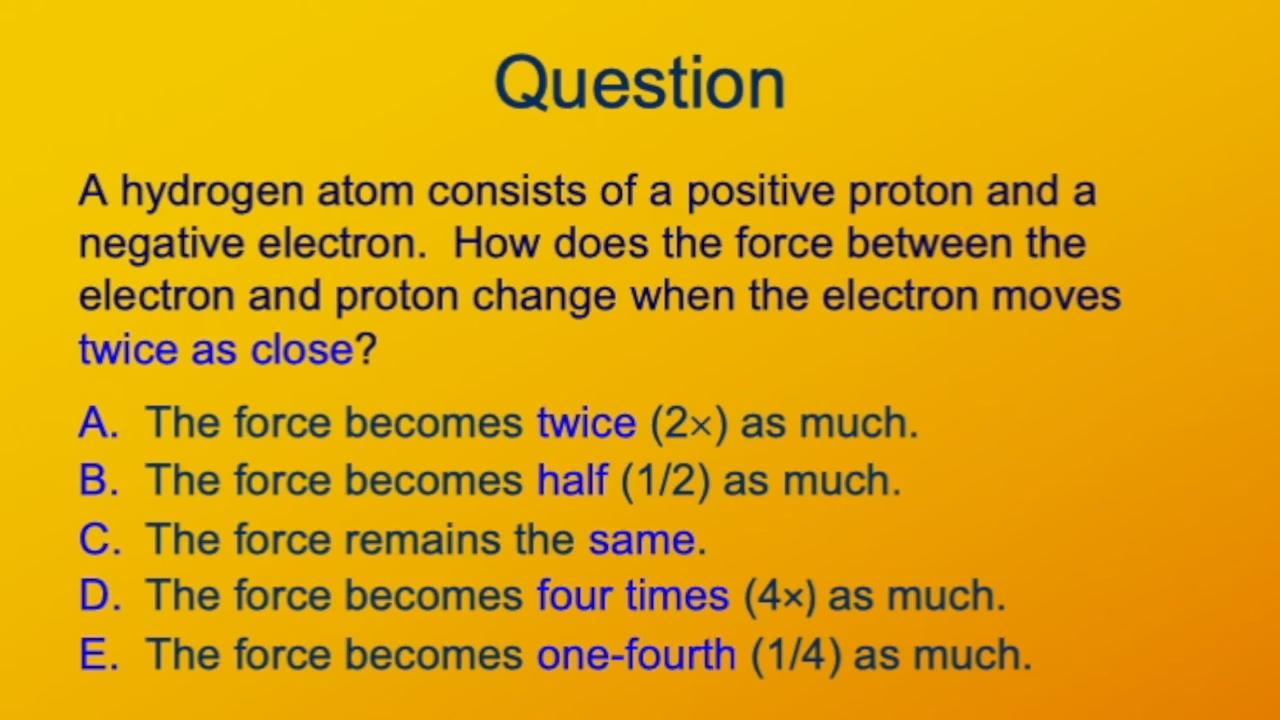 Question
A hydrogen atom consists of a positive proton and a
negative electron.  How does the force between the
electron and proton change when the electron moves
twice as close?
A.  The force becomes twice (2×) as much.
B.  The force becomes half (1/2) as much.
C.  The force remains the same.
D.  The force becomes four times (4×) as much.
E.  The force becomes one-fourth (1/4) as much.